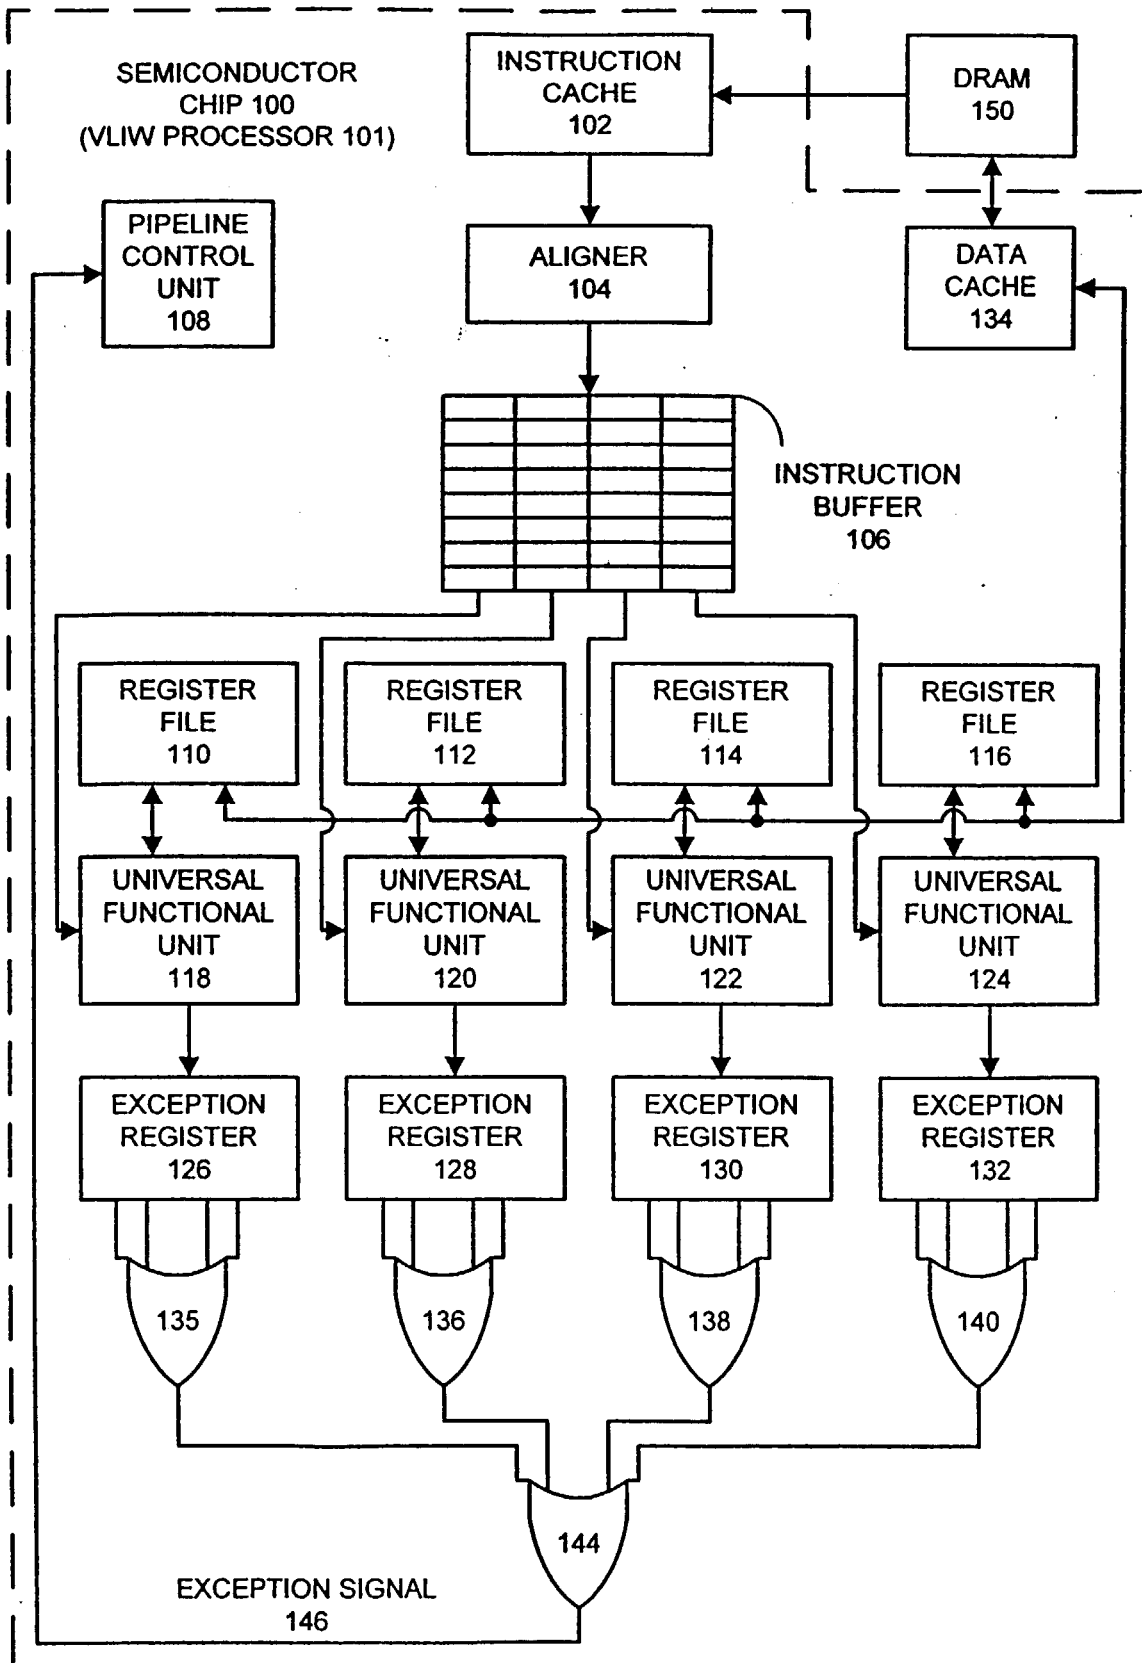 SEMICONDUCTOR
CHIP 100
(VLIW PROCESSOR 101)
INSTRUCTION
CACHE
102
DRAM
150
PIPELINE
CONTROL
UNIT
108
ALIGNER
104
DATA
CACHE
134
INSTRUCTION
BUFFER
106
REGISTER
FILE
110
REGISTER
FILE
112
REGISTER
FILE
114
REGISTER
FILE
116
UNIVERSAL
FUNCTIONAL
UNIT
118
UNIVERSAL
FUNCTIONAL
UNIT
120
UNIVERSAL
FUNCTIONAL
UNIT
122
UNIVERSAL
FUNCTIONAL
UNIT
124
EXCEPTION
REGISTER
126
EXCEPTION
REGISTER
128
EXCEPTION
REGISTER
130
EXCEPTION
REGISTER
132
135
136
138
140
144
EXCEPTION SIGNAL
146